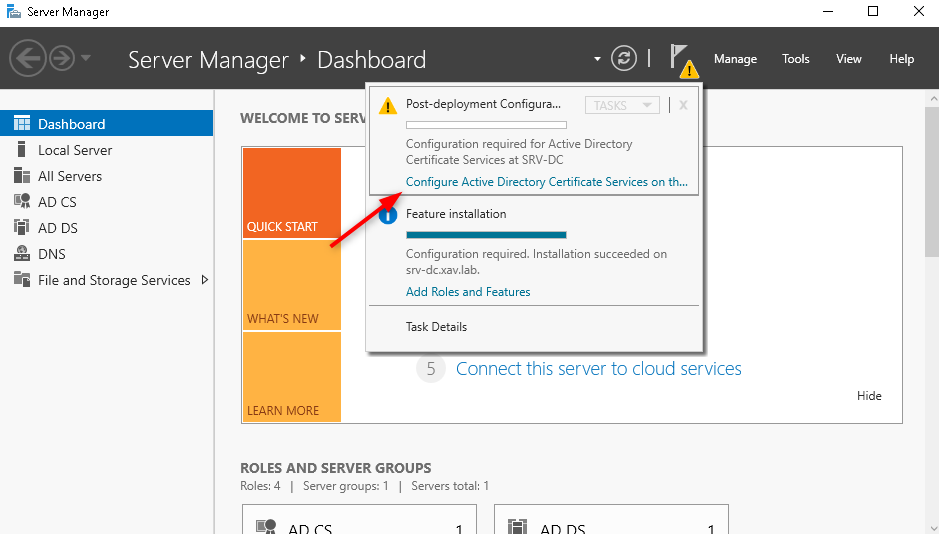 Server Manager
Server Manager ‣ Dashboard
Manage Tools View Help
Dashboard
Local Server
All Servers
AD CS
AD DS
DNS
File and Storage Services
WELCOME TO SERV
QUICK START
WHAT'S NEW
LEARN MORE
Post-deployment Configura...
TASKS
X
Configuration required for Active Directory
Certificate Services at SRV-DC
Configure Active Directory Certificate Services on th...
Feature installation
Configuration required. Installation succeeded on
srv-dc.xav.lab.
Add Roles and Features
Task Details
5 Connect this server to cloud services
Hide
ROLES AND SERVER GROUPS
Roles: 4 | Server groups: 1 | Servers total: 1
AD CS 1
AD DS 1